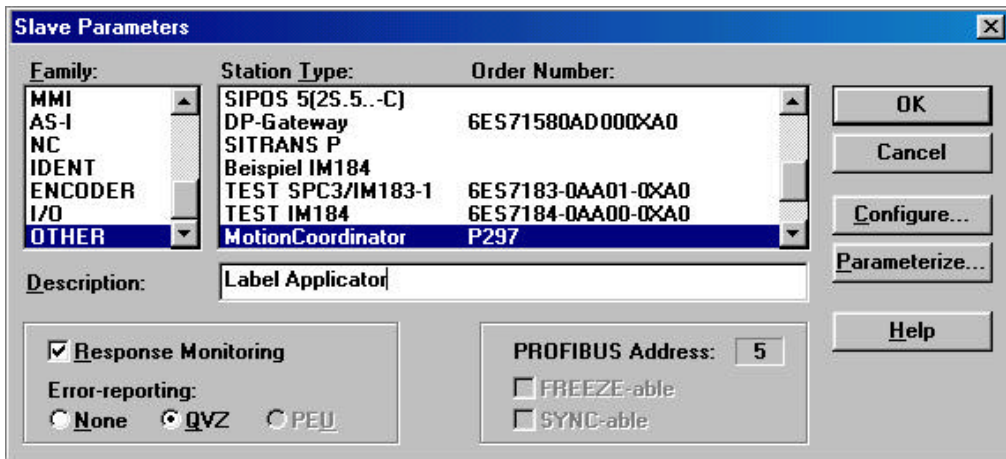 Slave Parameters
Family: Station Type: Order Number:
MMI SIPOS 5(2S.5..-C)
AS-I DP-Gateway 6ES71580AD000XA0
NC SITRANS P
IDENT Beispiel IM184
ENCODER TEST SPC3/IM183-1 6ES7183-0AA01-0XA0
I/O TEST IM184 6ES7184-0AA00-0XA0
OTHER MotionCoordinator P297
OK
Cancel
Configure...
Parameterize...
Help
Description: Label Applicator
Response Monitoring
Error-reporting:
None QVZ PEU
PROFIBUS Address: 5
FREEZE-able
SYNC-able